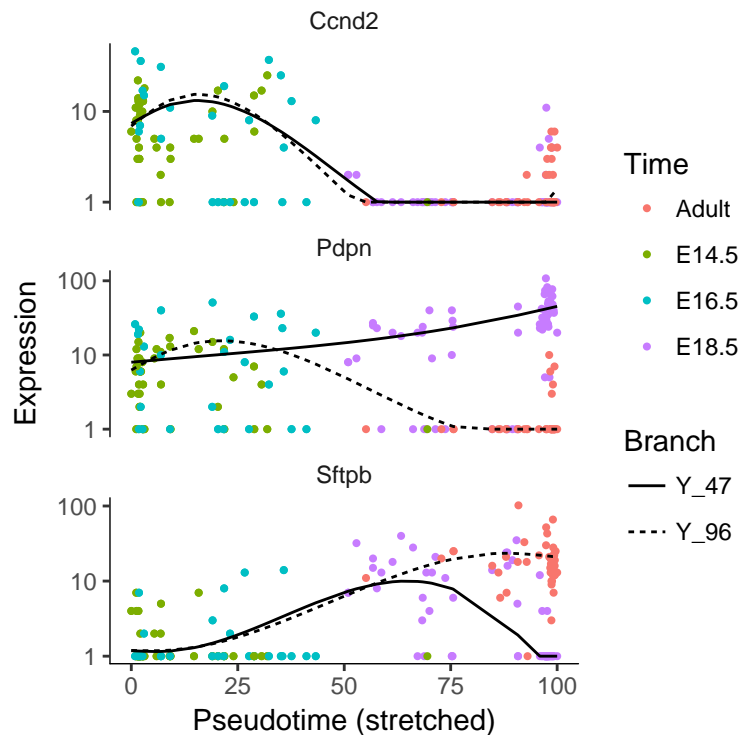 Ccnd2
10
1
Pdpn
100
10
1
Sftpb
100
10
1
0
25
50
75
100
Pseudotime (stretched)
Expression
Time
Adult
E14.5
E16.5
E18.5
Branch
Y_47
Y_96